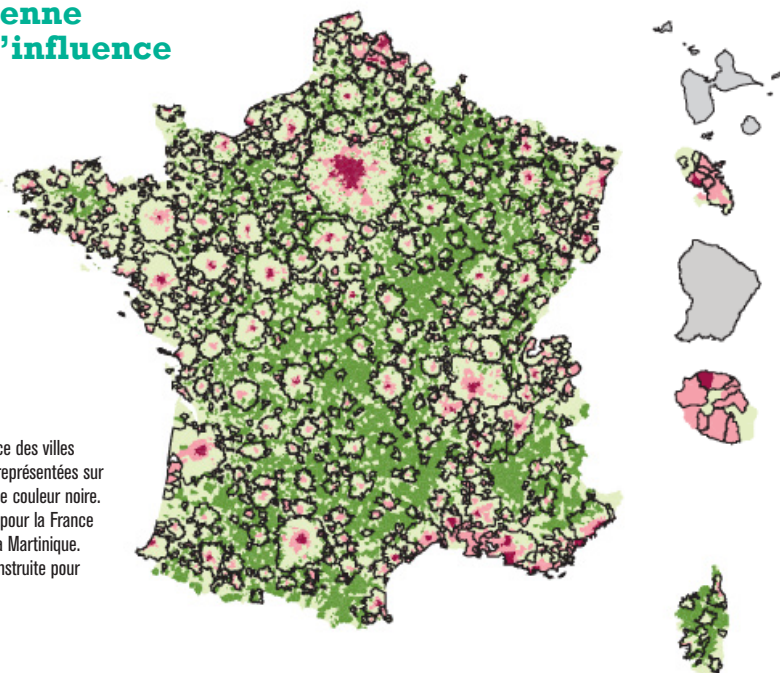 enne
'influence
ce des villes
représentées sur
e couleur noire.
pour la France
a Martinique.
nstruite pour